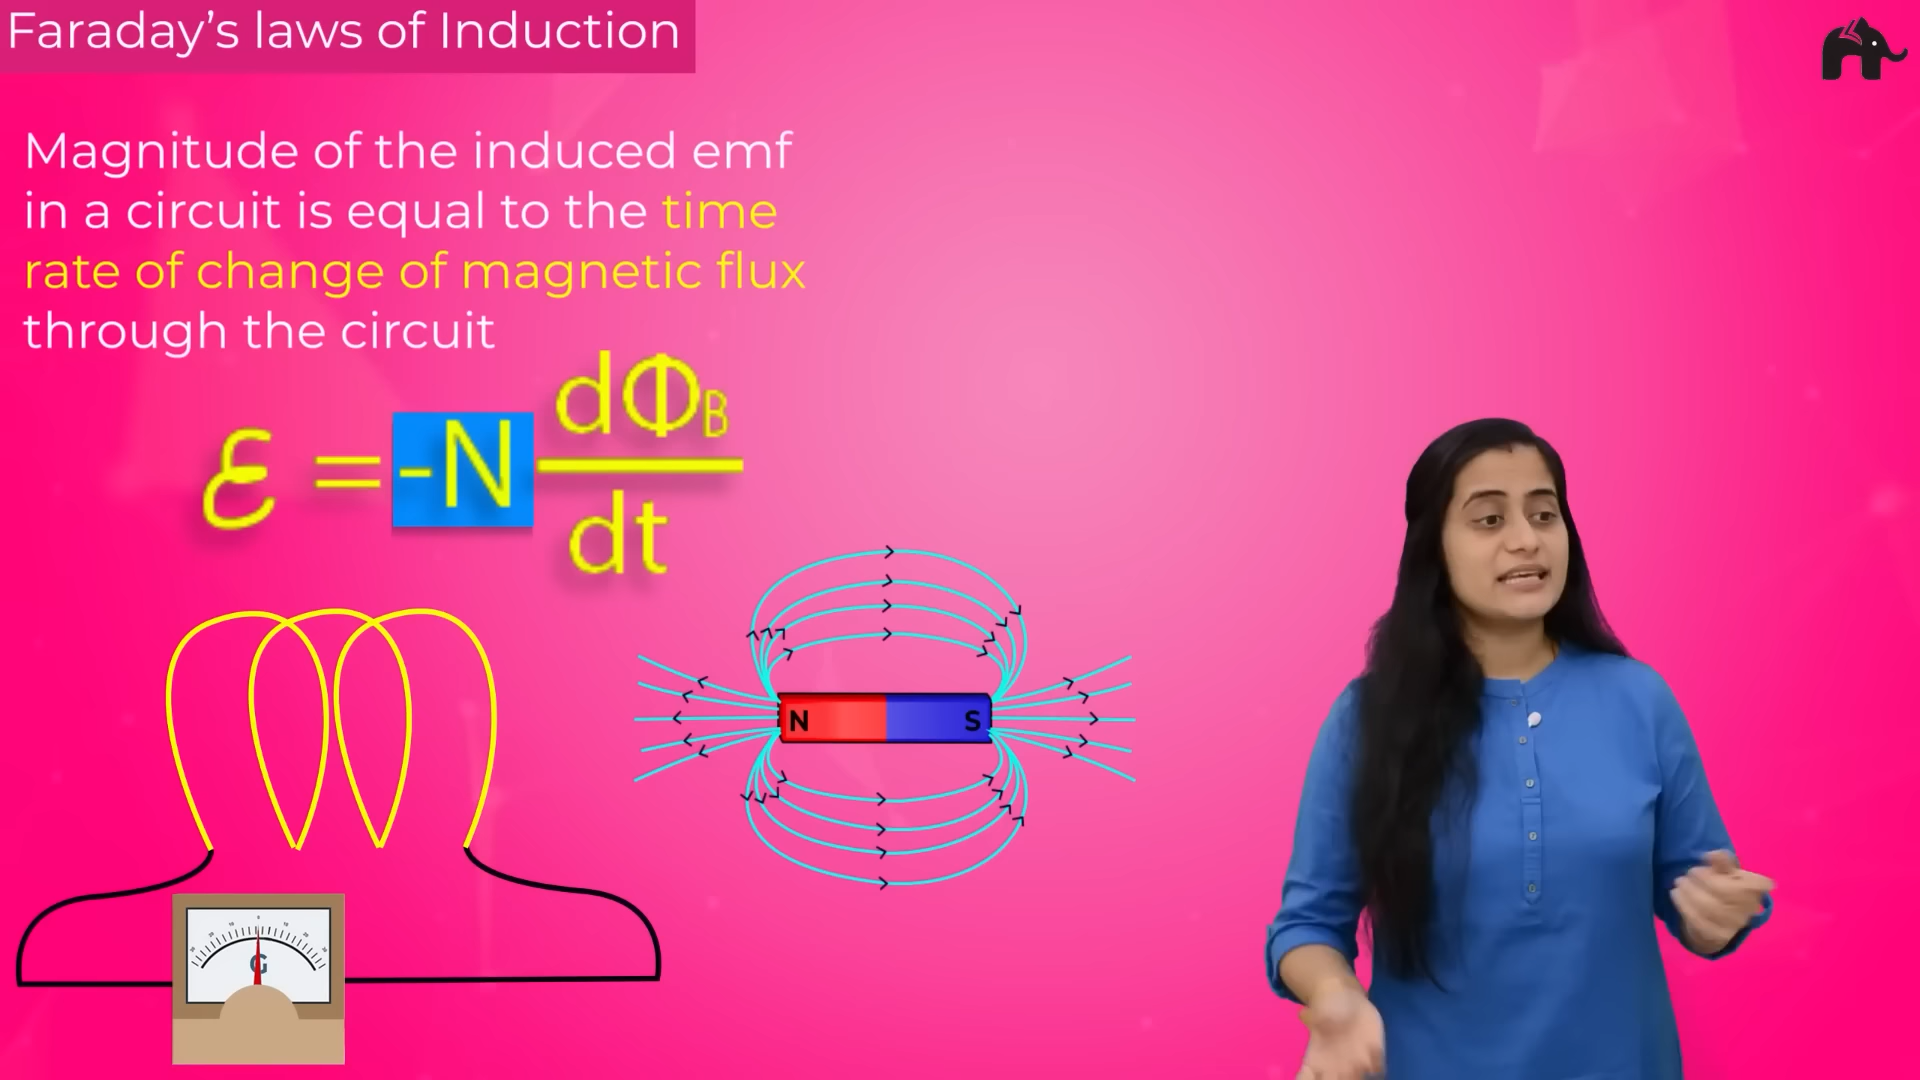 Faraday’s laws of Induction
Magnitude of the induced emf
in a circuit is equal to the time
rate of change of magnetic flux
through the circuit
ε = -N dΦB/dt
N S
G